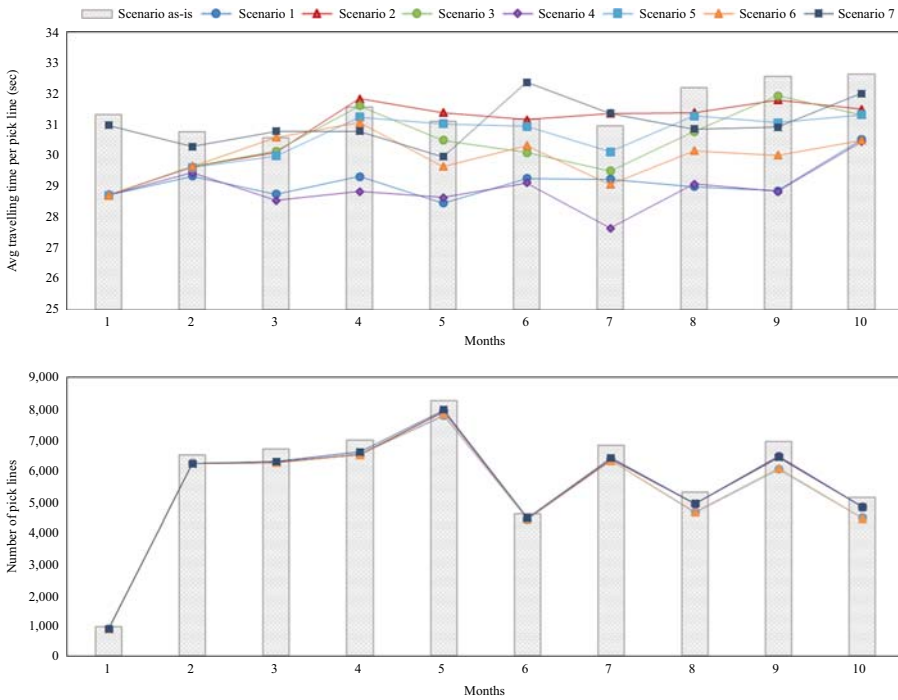 Scenario as-is Scenario 1 Scenario 2 Scenario 3 Scenario 4 Scenario 5 Scenario 6 Scenario 7
Avg travelling time per pick line (sec)
34
33
32
31
30
29
28
27
26
25
1 2 3 4 5 6 7 8 9 10
Months
Number of pick lines
9,000
8,000
7,000
6,000
5,000
4,000
3,000
2,000
1,000
0
1 2 3 4 5 6 7 8 9 10
Months